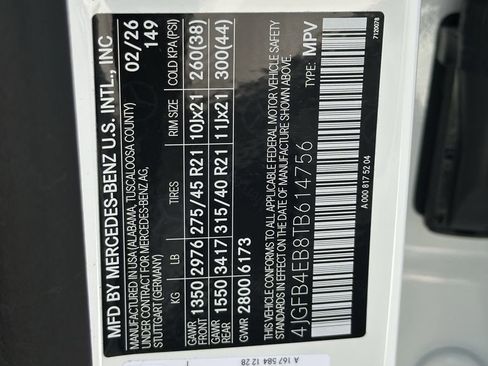 MFD BY MERCEDES-BENZ U.S. INTL., INC
MANUFACTURED IN USA (ALABAMA, TUSCALOOSA COUNTY)
UNDER CONTRACT FOR MERCEDES-BENZ AG,
STUTTGART (GERMANY)
02/26
149
KG LB TIRES RIM SIZE COLD KPA (PSI)
GAWR FRONT 1350 2976 275/45 R21 10Jx21 260(38)
GAWR REAR 1550 3417 315/40 R21 11Jx21 300(44)
GVWR 2800 6173
THIS VEHICLE CONFORMS TO ALL APPLICABLE FEDERAL MOTOR VEHICLE SAFETY
STANDARDS IN EFFECT ON THE DATE OF MANUFACTURE SHOWN ABOVE.
4JGFB4EB8TB614756 TYPE: MPV
A 000 817 52 04
7120078
A 167 584 12 28